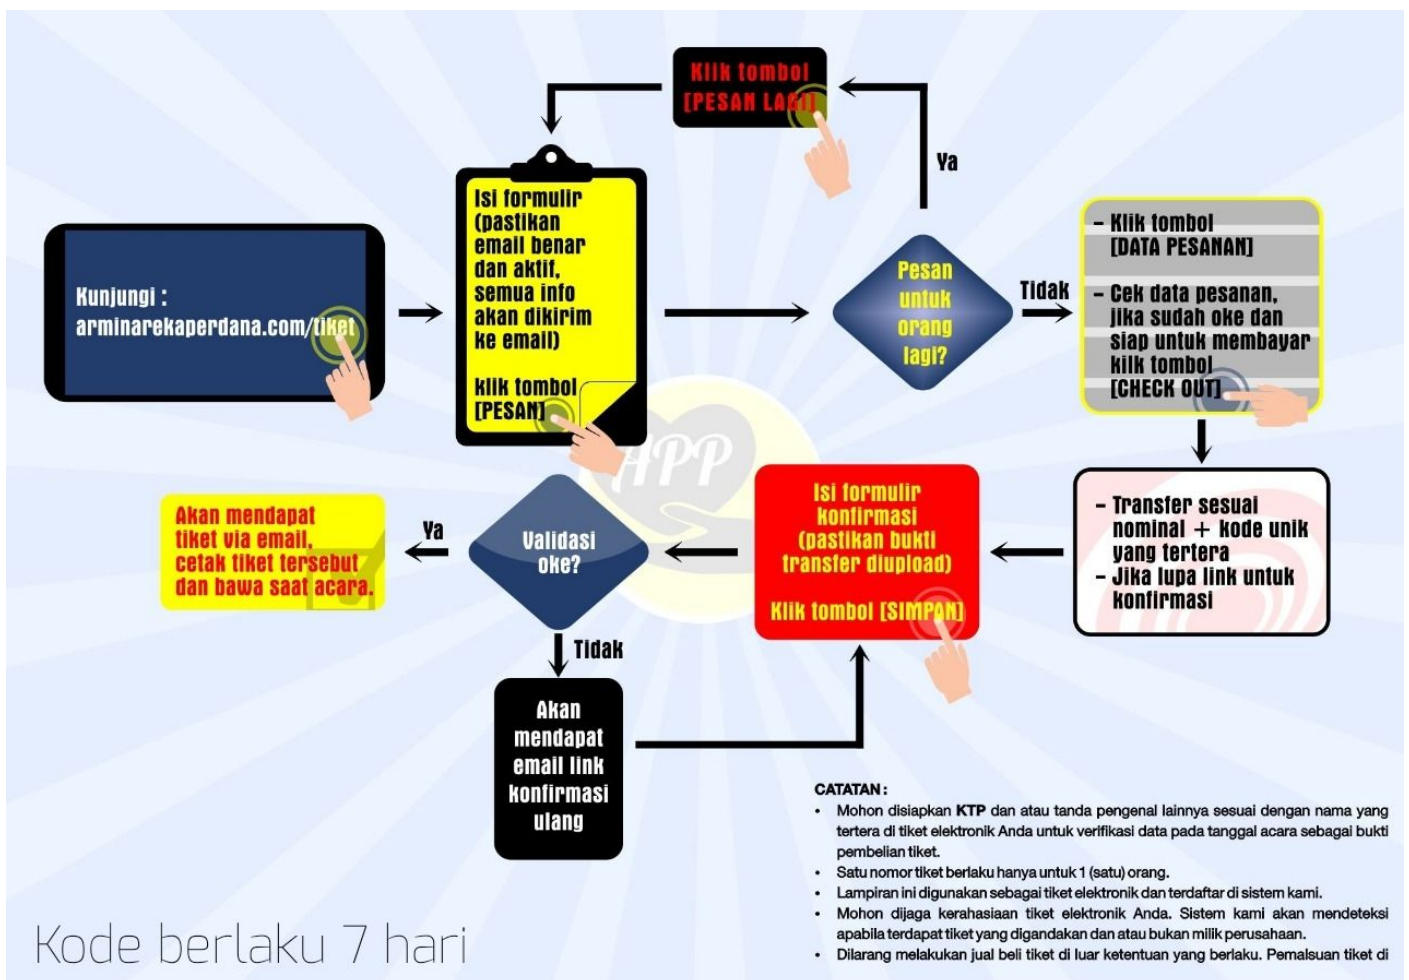 Klik tombol
[PESAN LAGI]
Ya
Isi formulir
(pastikan
email benar
dan aktif,
semua info
akan dikirim
ke email)
klik tombol
[PESAN]
Kunjungi :
arminarekaperdana.com/tiket
Pesan
untuk
orang
lagi?
Tidak
- Klik tombol
[DATA PESANAN]
- Cek data pesanan,
jika sudah oke dan
siap untuk membayar
klik tombol
[CHECK OUT]
- Transfer sesuai
nominal + kode unik
yang tertera
- Jika lupa link untuk
konfirmasi
Isi formulir
konfirmasi
(pastikan bukti
transfer diupload)
Klik tombol [SIMPAN]
APP
Validasi
oke?
Ya
Akan mendapat
tiket via email,
cetak tiket tersebut
dan bawa saat acara.
Tidak
Akan
mendapat
email link
konfirmasi
ulang
CATATAN :
• Mohon disiapkan KTP dan atau tanda pengenal lainnya sesuai dengan nama yang
tertera di tiket elektronik Anda untuk verifikasi data pada tanggal acara sebagai bukti
pembelian tiket.
• Satu nomor tiket berlaku hanya untuk 1 (satu) orang.
• Lampiran ini digunakan sebagai tiket elektronik dan terdaftar di sistem kami.
• Mohon dijaga kerahasiaan tiket elektronik Anda. Sistem kami akan mendeteksi
apabila terdapat tiket yang digandakan dan atau bukan milik perusahaan.
• Dilarang melakukan jual beli tiket di luar ketentuan yang berlaku. Pemalsuan tiket di
Kode berlaku 7 hari